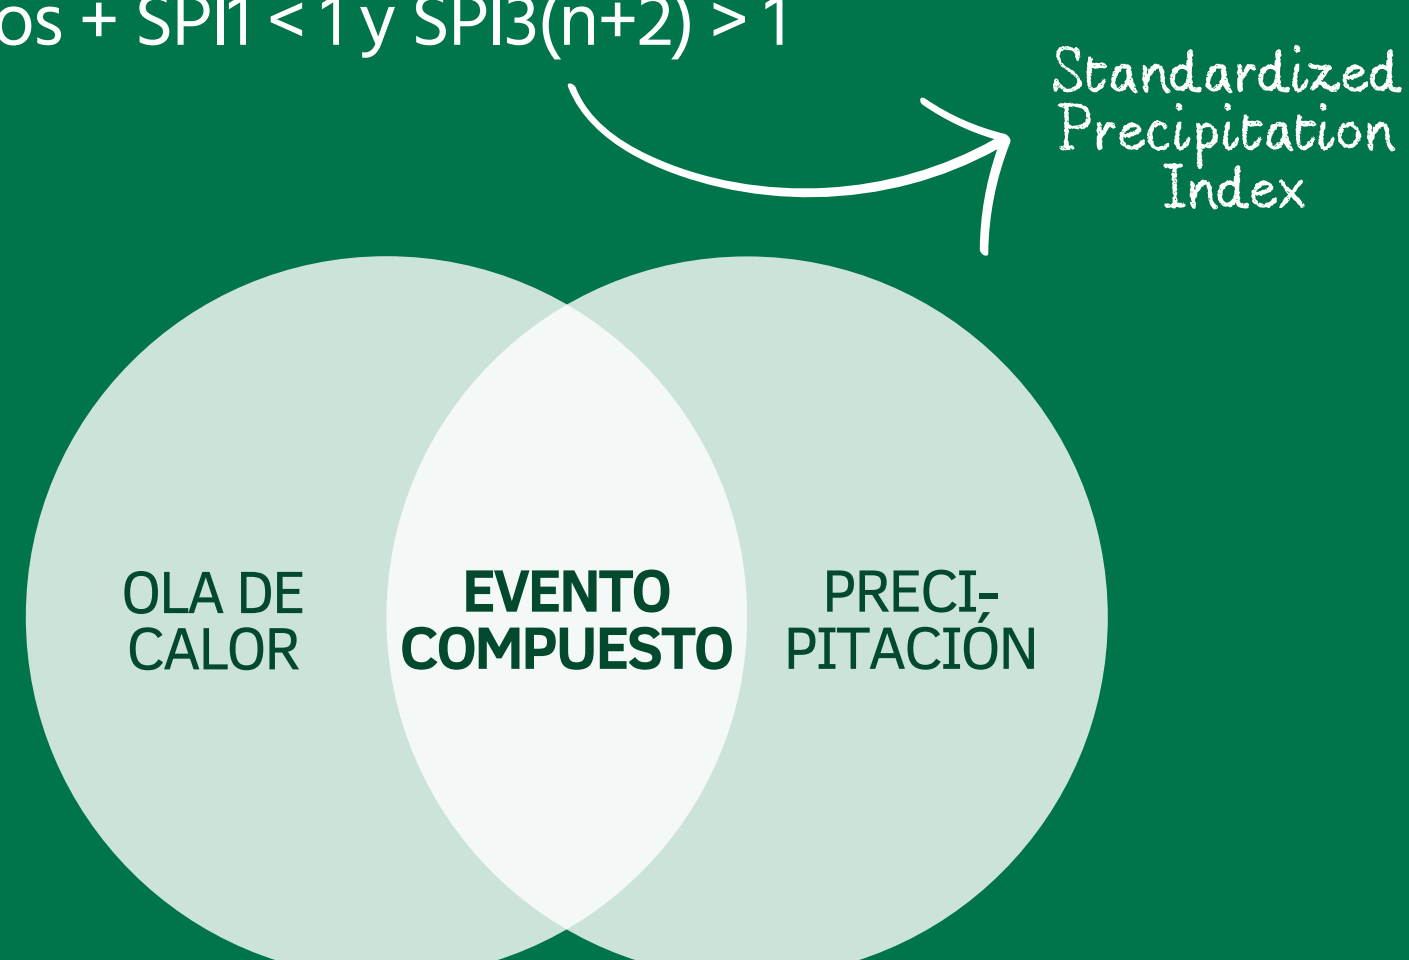 os + SPI1 < 1 y SPI3(n+2) > 1
Standardized
Precipitation
Index
OLA DE
CALOR
EVENTO
COMPUESTO
PRECI-
PITACIÓN